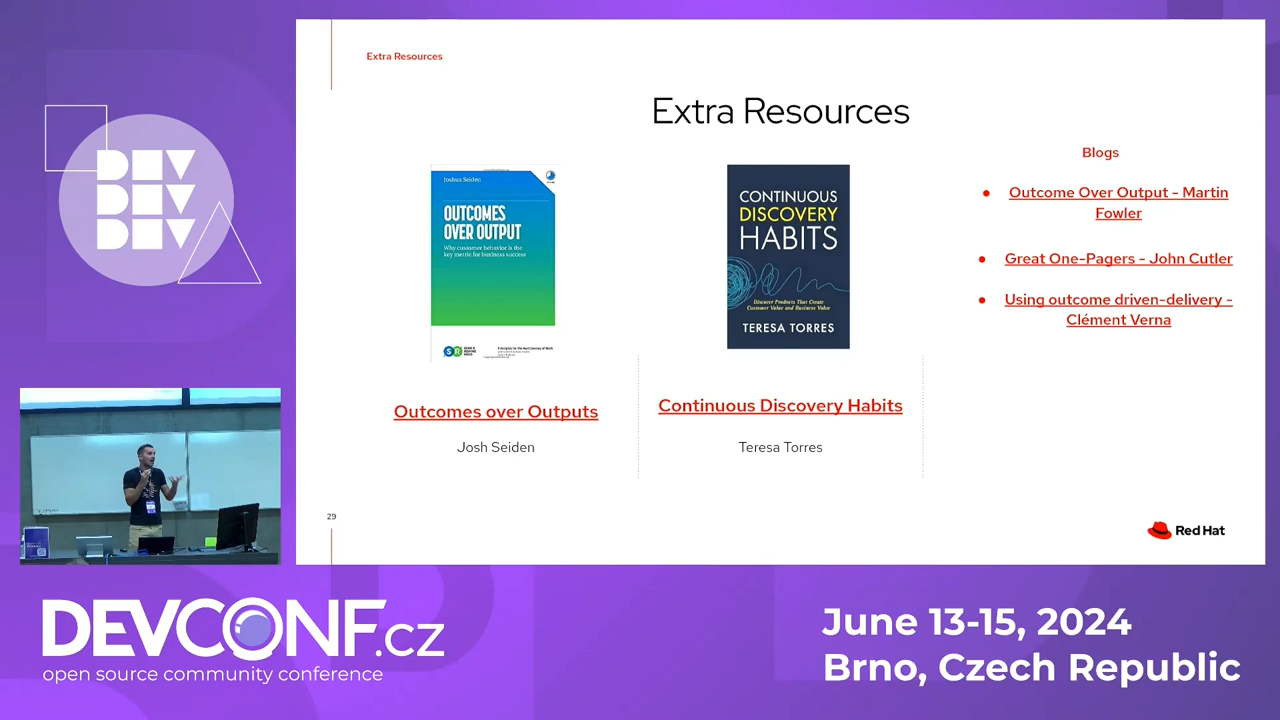 DEV
DEV
DEV
Extra Resources
Extra Resources
Joshua Seiden
OUTCOMES
OVER OUTPUT
Why customer behavior is the
key metric for business success
CONTINUOUS
DISCOVERY
HABITS
Discover Products That Create
Customer Value and Business Value
TERESA TORRES
Outcomes over Outputs
Josh Seiden
Continuous Discovery Habits
Teresa Torres
Blogs
• Outcome Over Output - Martin
Fowler
• Great One-Pagers - John Cutler
• Using outcome driven-delivery -
Clément Verna
29
Red Hat
DEVCONF.cz
open source community conference
June 13-15, 2024
Brno, Czech Republic